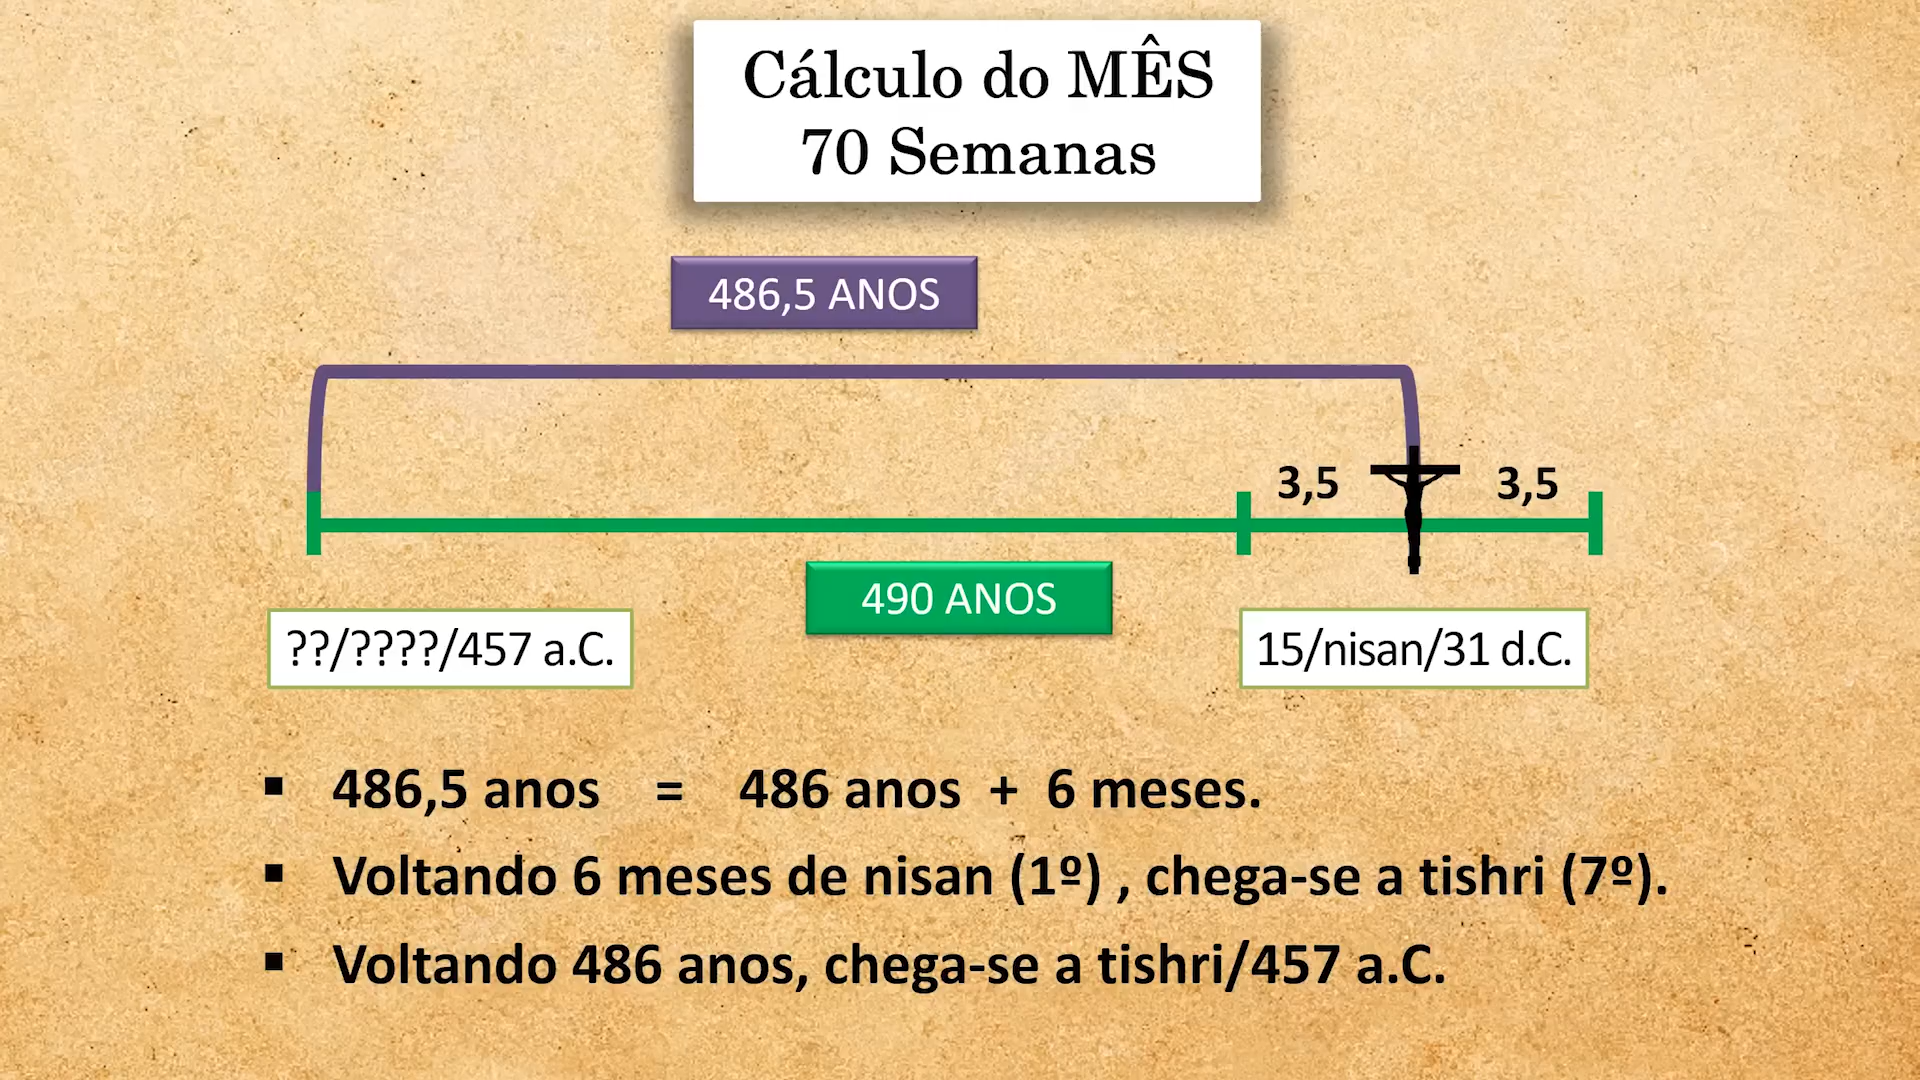 Cálculo do MÊS
70 Semanas
486,5 ANOS
3,5
3,5
490 ANOS
??/????/457 a.C.
15/nisan/31 d.C.
▪ 486,5 anos = 486 anos + 6 meses.
▪ Voltando 6 meses de nisan (1º) , chega-se a tishri (7º).
▪ Voltando 486 anos, chega-se a tishri/457 a.C.